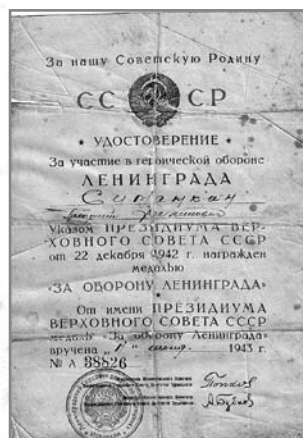 За нашу Советскую Родину
СС СР
★ УДОСТОВЕРЕНИЕ ★
За участие в героической обороне
ЛЕНИНГРАДА
Указом ПРЕЗИДИУМА ВЕР-
ХОВНОГО СОВЕТА СССР
от 22 декабря 1942 г. награжден
медалью
«ЗА ОБОРОНУ ЛЕНИНГРАДА»
От имени ПРЕЗИДИУМА
ВЕРХОВНОГО СОВЕТА СССР
медаль «За оборону Ленинграда»
вручена 1943 г.
№ А 38826